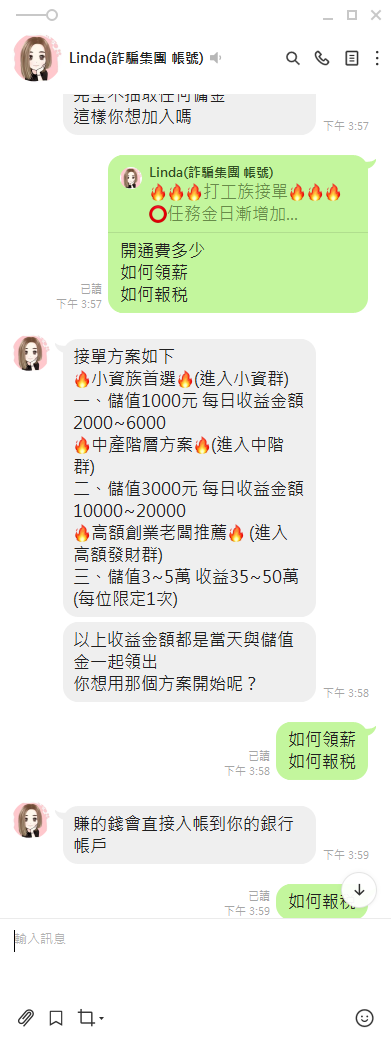 Linda(詐騙集團 帳號)
完全不抽取任何傭金
這樣你想加入嗎
下午 3:57
Linda(詐騙集團 帳號)
🔥🔥🔥打工族接單🔥🔥🔥
⭕任務金日漸增加...
開通費多少
如何領薪
如何報稅
已讀
下午 3:57
接單方案如下
🔥小資族首選🔥(進入小資群)
一、儲值1000元 每日收益金額
2000~6000
🔥中產階層方案🔥(進入中階
群)
二、儲值3000元 每日收益金額
10000~20000
🔥高額創業老闆推薦🔥 (進入
高額發財群)
三、儲值3~5萬 收益35~50萬
(每位限定1次)
以上收益金額都是當天與儲值
金一起領出
你想用那個方案開始呢？
下午 3:58
如何領薪
如何報稅
已讀
下午 3:58
賺的錢會直接入帳到你的銀行
帳戶
下午 3:59
如何報稅
已讀
下午 3:59
輸入訊息